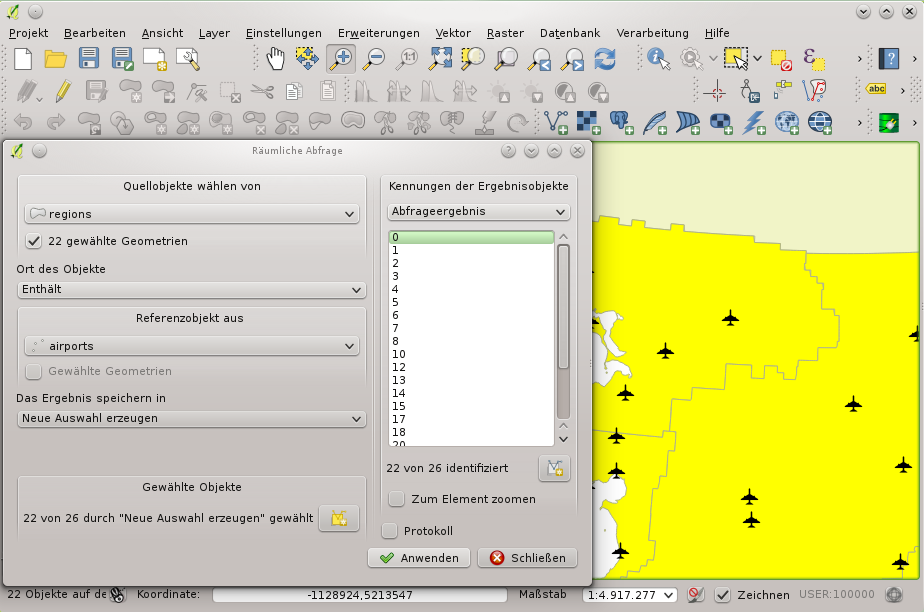 Projekt Bearbeiten Ansicht Layer Einstellungen Erweiterungen Vektor Raster Datenbank Verarbeitung Hilfe
1:1
abc
Räumliche Abfrage
Quellobjekte wählen von
regions
22 gewählte Geometrien
Ort des Objekte
Enthält
Referenzobjekt aus
airports
Gewählte Geometrien
Das Ergebnis speichern in
Neue Auswahl erzeugen
Gewählte Objekte
22 von 26 durch "Neue Auswahl erzeugen" gewählt
Kennungen der Ergebnisobjekte
Abfrageergebnis
0
1
2
3
4
5
6
7
8
10
12
13
14
15
17
18
20
22 von 26 identifiziert
Zum Element zoomen
Protokoll
Anwenden
Schließen
22 Objekte auf de Koordinate: -1128924,5213547 Maßstab 1:4.917.277 Zeichnen USER:100000